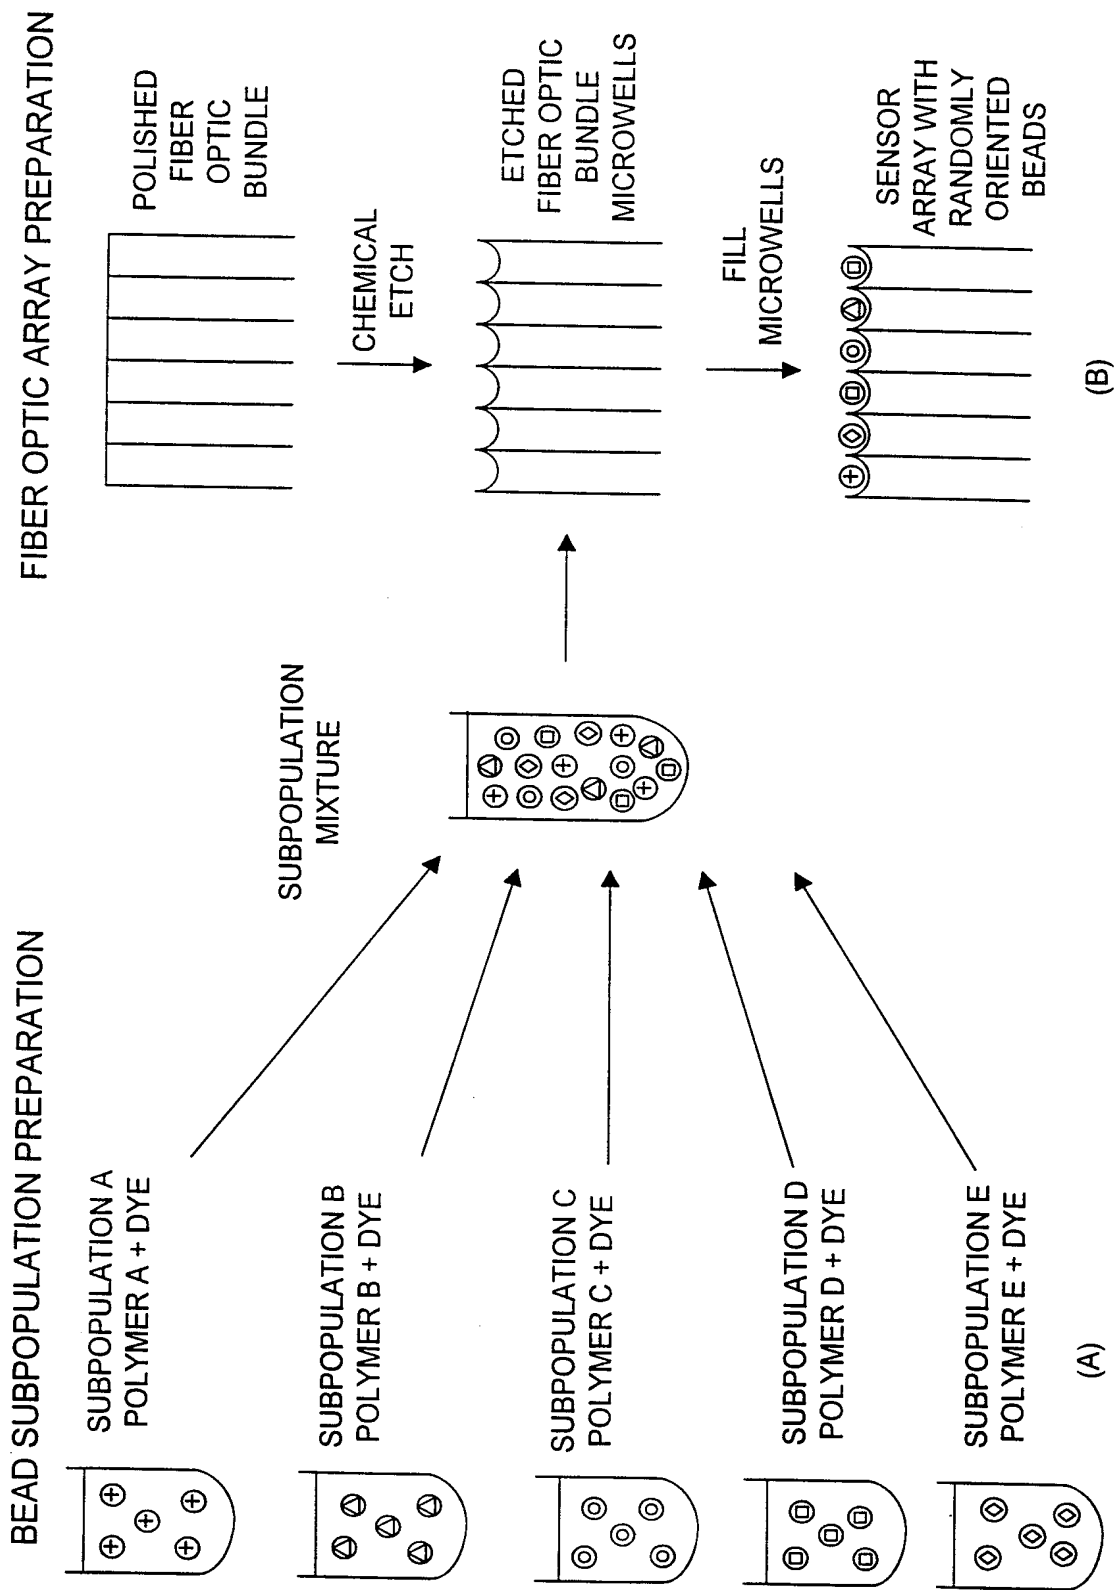 BEAD SUBPOPULATION PREPARATION
SUBPOPULATION A
POLYMER A + DYE
SUBPOPULATION B
POLYMER B + DYE
SUBPOPULATION C
POLYMER C + DYE
SUBPOPULATION D
POLYMER D + DYE
SUBPOPULATION E
POLYMER E + DYE
(A)
SUBPOPULATION
MIXTURE
FIBER OPTIC ARRAY PREPARATION
POLISHED
FIBER
OPTIC
BUNDLE
CHEMICAL
ETCH
ETCHED
FIBER OPTIC
BUNDLE
MICROWELLS
FILL
MICROWELLS
SENSOR
ARRAY WITH
RANDOMLY
ORIENTED
BEADS
(B)